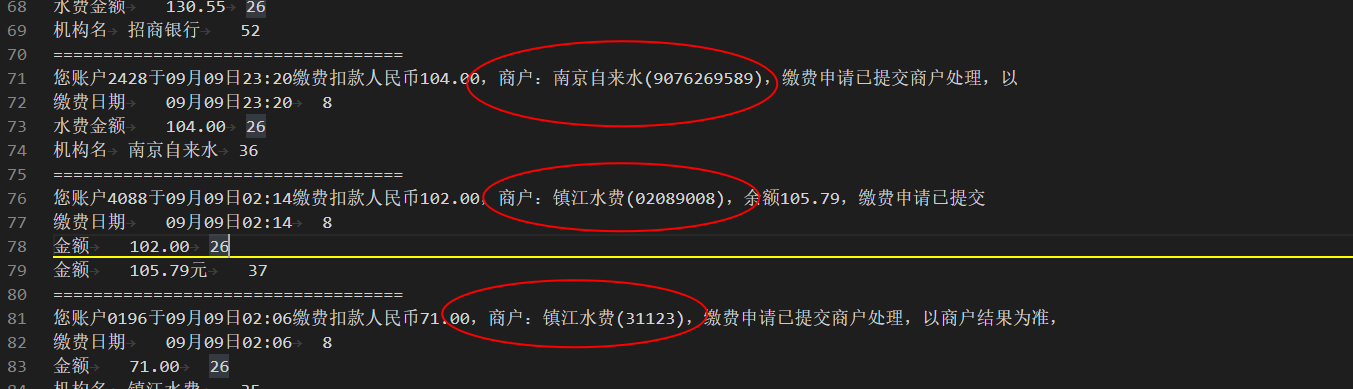 68 水费金额 130.55 26
69 机构名 招商银行 52
70 ===================================
71 您账户2428于09月09日23:20缴费扣款人民币104.00，商户：南京自来水(9076269589)，缴费申请已提交商户处理，以
72 缴费日期 09月09日23:20 8
73 水费金额 104.00 26
74 机构名 南京自来水 36
75 ===================================
76 您账户4088于09月09日02:14缴费扣款人民币102.00，商户：镇江水费(02089008)，余额105.79，缴费申请已提交
77 缴费日期 09月09日02:14 8
78 金额 102.00 26
79 金额 105.79元 37
80 ===================================
81 您账户0196于09月09日02:06缴费扣款人民币71.00，商户：镇江水费(31123)，缴费申请已提交商户处理，以商户结果为准，
82 缴费日期 09月09日02:06 8
83 金额 71.00 26
84 机构名 镇江水费 35